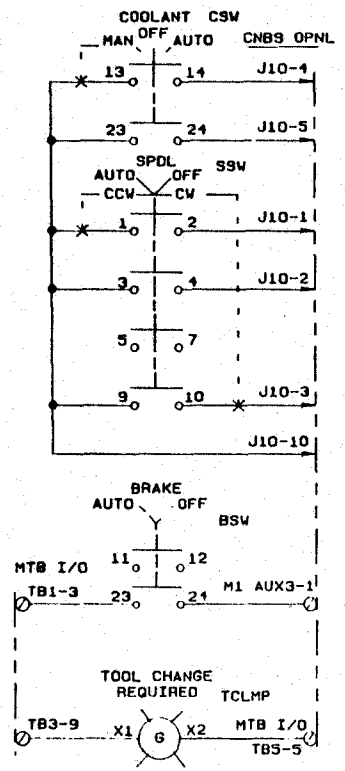 COOLANT CSW
OFF
MAN AUTO CNBS OPNL
13 14 J10-4
23 24 J10-5
SPDL SSW
AUTO OFF
CCW CW
1 2 J10-1
3 4 J10-2
5 7
9 10 J10-3
J10-10
BRAKE
AUTO OFF
BSW
11 12
MTB I/O
TB1-3 23 24 M1 AUX3-1
TOOL CHANGE
REQUIRED TCLMP
TB3-9 X1 G X2 MTB I/O
TB5-5